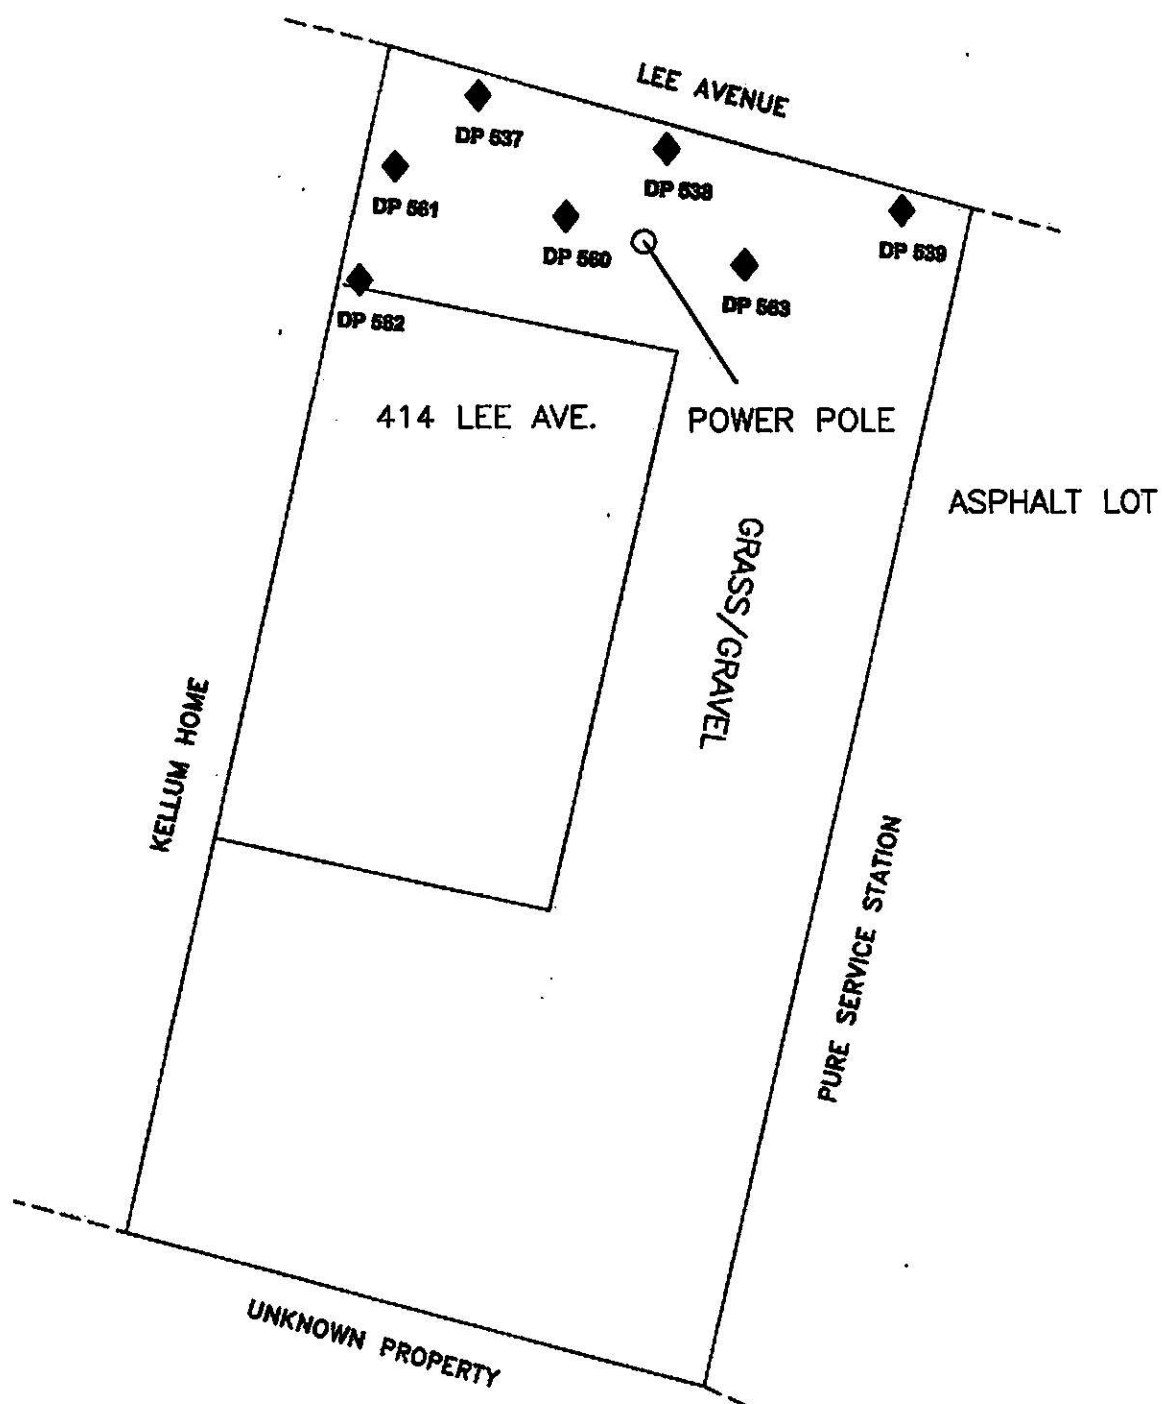 LEE AVENUE
DP 537
DP 538
DP 561
DP 539
DP 560
DP 563
DP 562
414 LEE AVE.
POWER POLE
ASPHALT LOT
GRASS/GRAVEL
KELLUM HOME
PURE SERVICE STATION
UNKNOWN PROPERTY